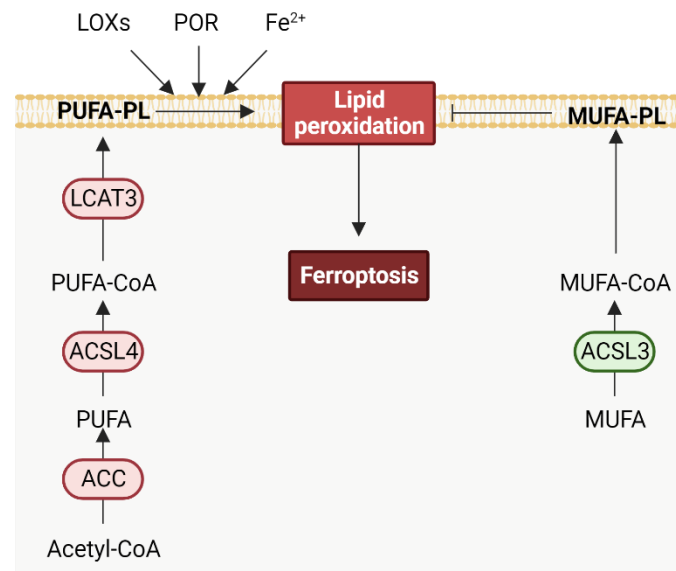 LOXs POR Fe²⁺
PUFA-PL
Lipid
peroxidation
MUFA-PL
LCAT3
Ferroptosis
PUFA-CoA
MUFA-CoA
ACSL4
ACSL3
PUFA
MUFA
ACC
Acetyl-CoA